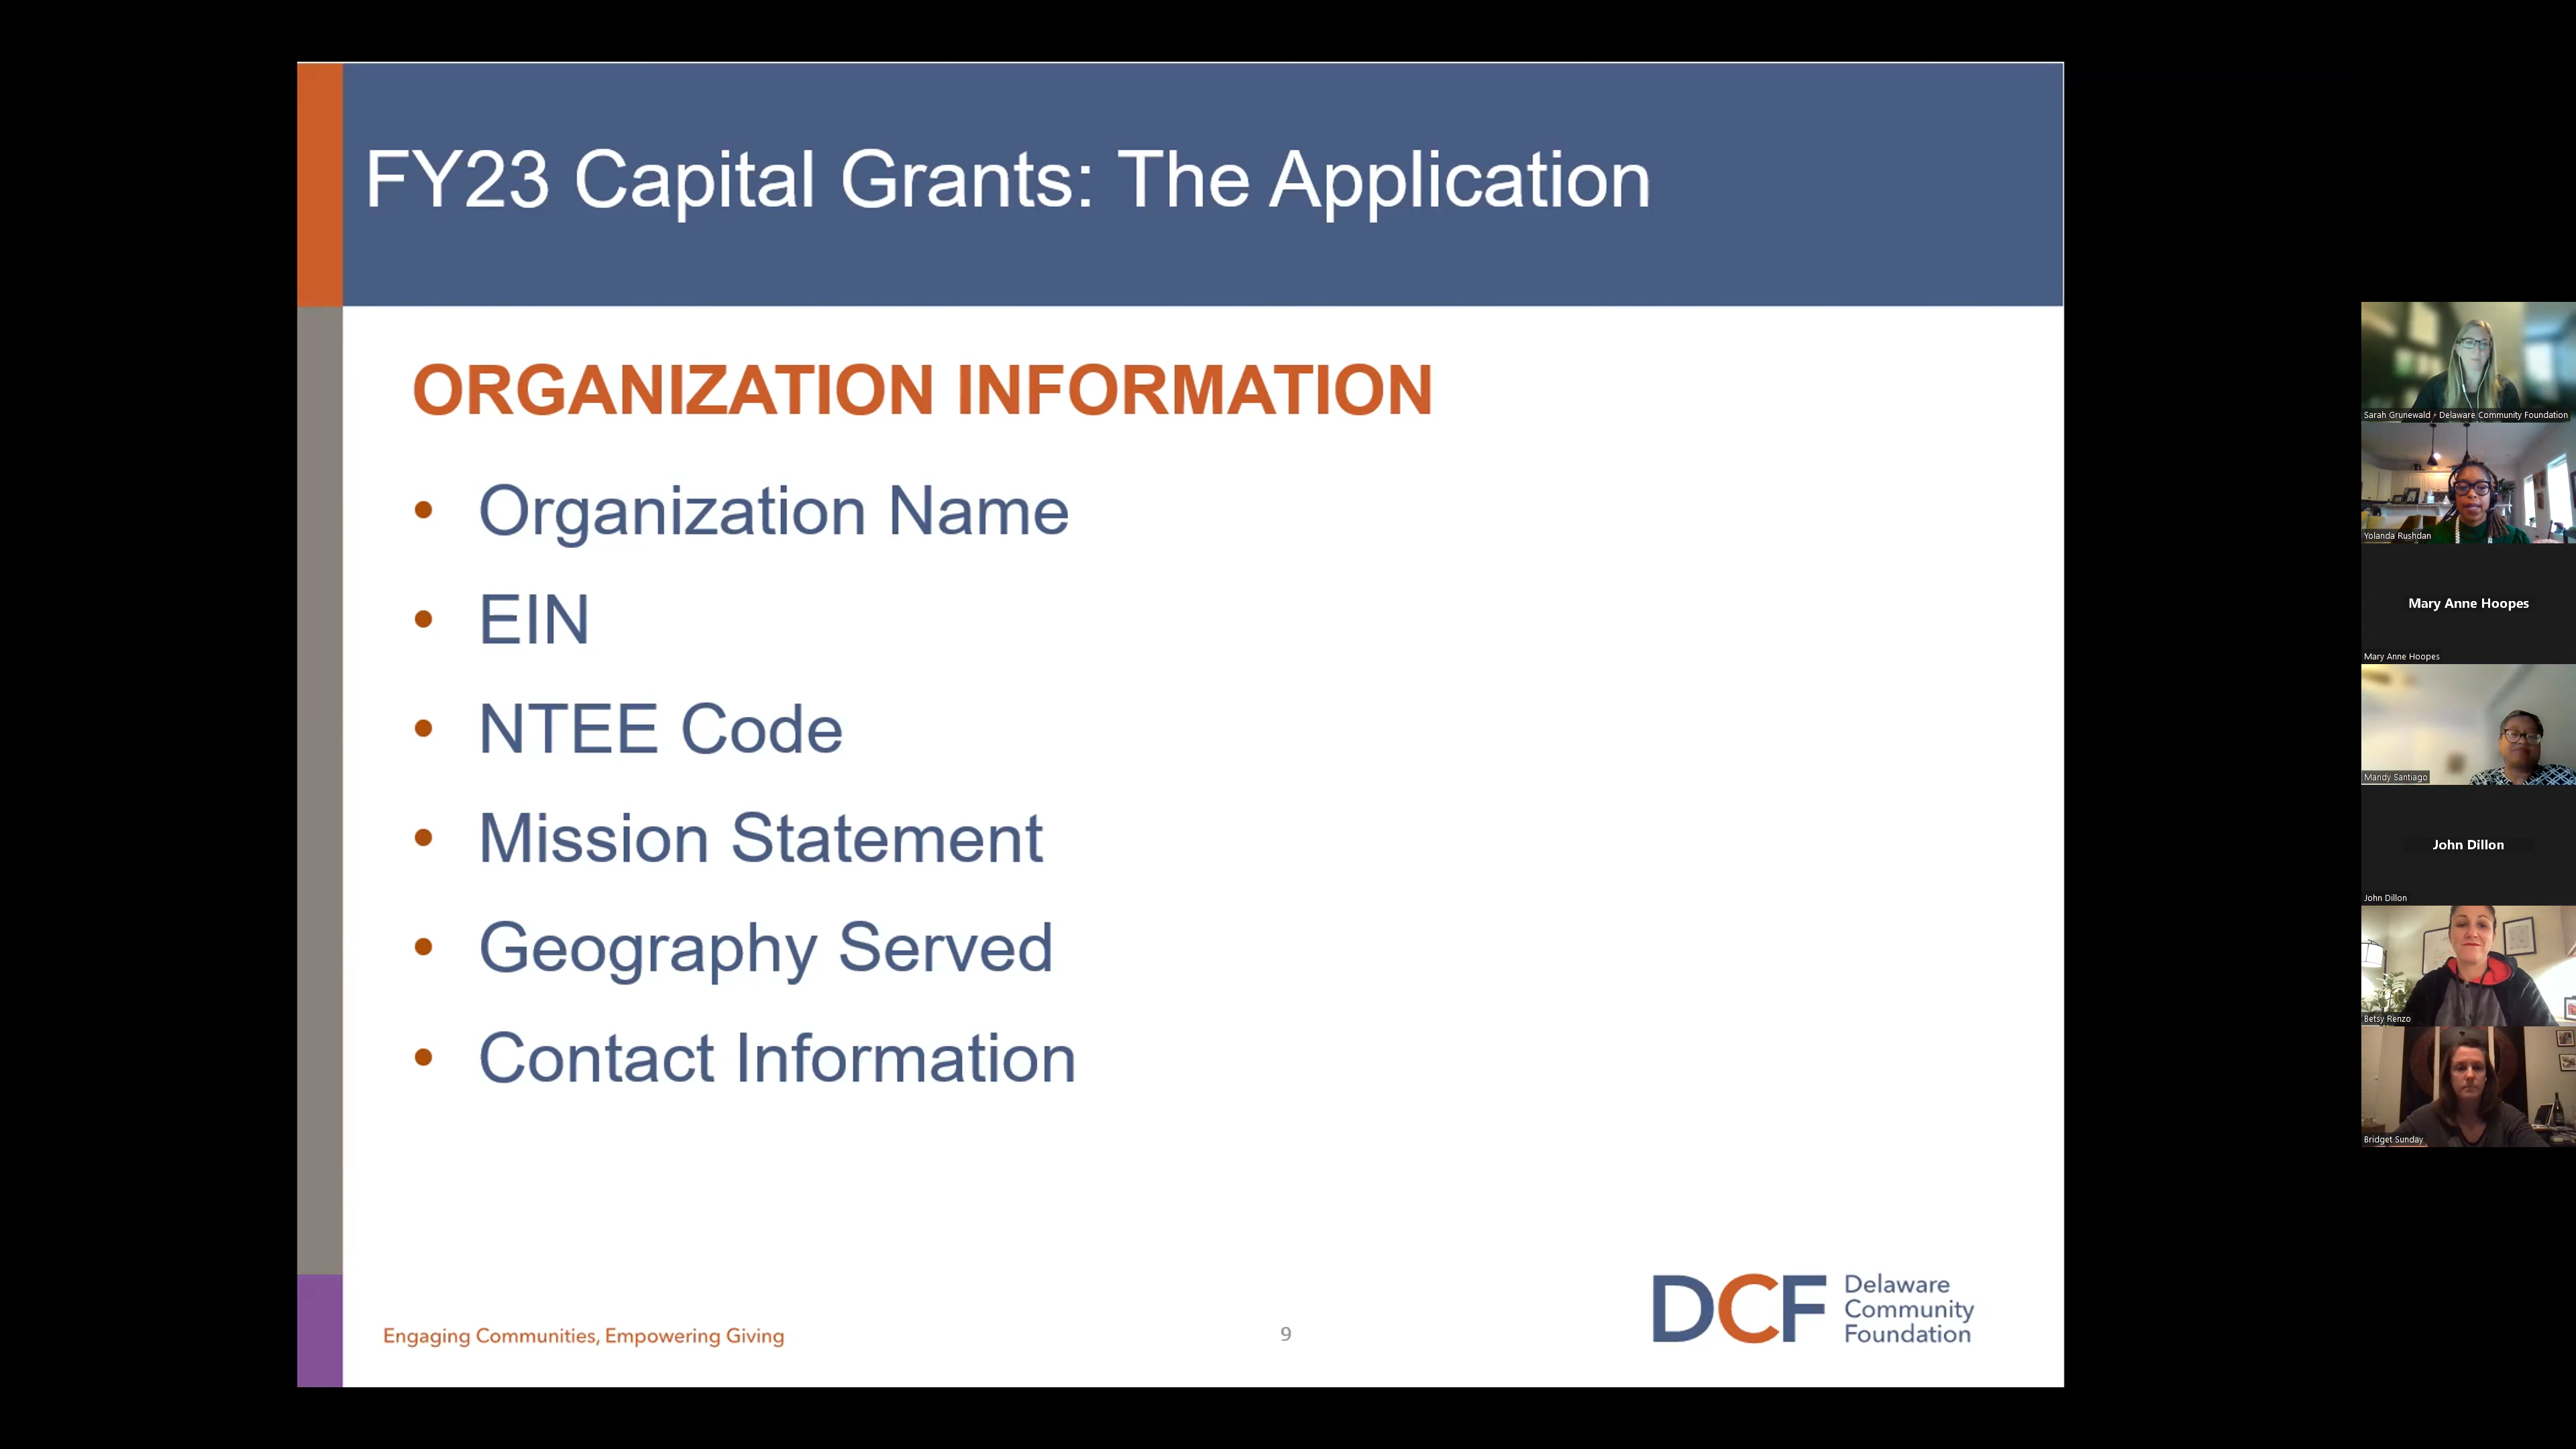 FY23 Capital Grants: The Application
ORGANIZATION INFORMATION
• Organization Name
• EIN
• NTEE Code
• Mission Statement
• Geography Served
• Contact Information
Engaging Communities, Empowering Giving
9
DCF
Delaware
Community
Foundation
Sarah Grunewald - Delaware Community Foundation
Yolanda Rushdan
Mary Anne Hoopes
Mary Anne Hoopes
Mandy Santiago
John Dillon
John Dillon
Betsy Renzo
Bridget Sunday